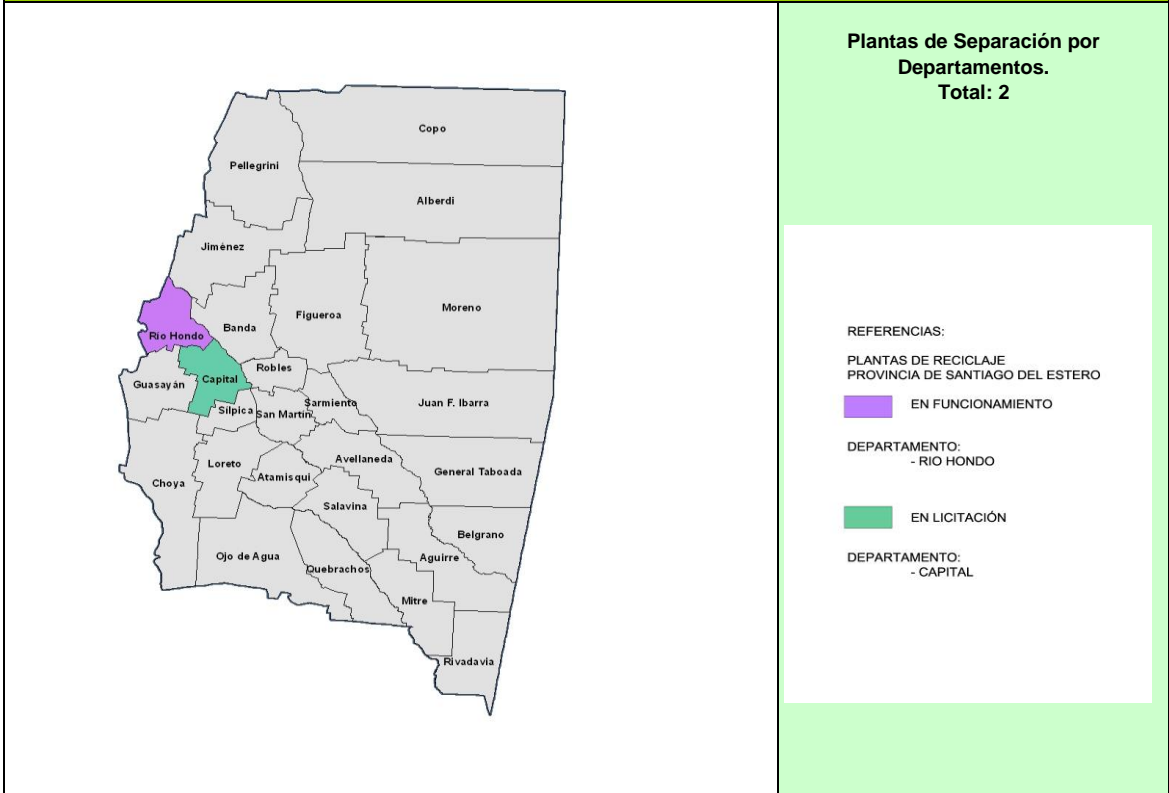 Plantas de Separación por
Departamentos.
Total: 2
Copo
Pellegrini
Alberdi
Jiménez
Moreno
Figueroa
Banda
Río Hondo
Robles
Capital
Guasayán
Sarmiento
Juan F. Ibarra
Silpica
San Martín
Avellaneda
Loreto
General Taboada
Atamisqui
Choya
Salavina
Belgrano
Ojo de Agua
Aguirre
Quebrachos
Mitre
Rivadavia
REFERENCIAS:
PLANTAS DE RECICLAJE
PROVINCIA DE SANTIAGO DEL ESTERO
EN FUNCIONAMIENTO
DEPARTAMENTO:
- RIO HONDO
EN LICITACIÓN
DEPARTAMENTO:
- CAPITAL